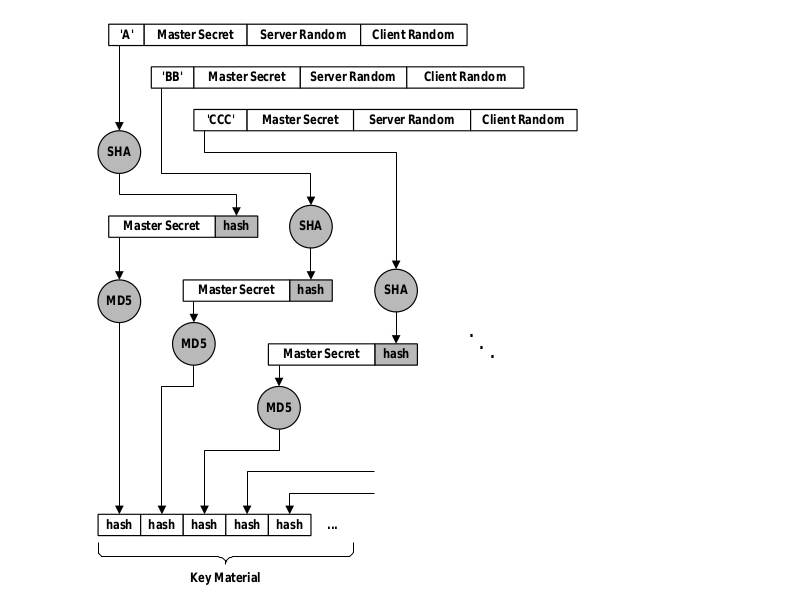 'A' Master Secret Server Random Client Random
'BB' Master Secret Server Random Client Random
'CCC' Master Secret Server Random Client Random
SHA
Master Secret hash
SHA
Master Secret hash
SHA
MD5
MD5
Master Secret hash
MD5
hash hash hash hash hash ...
Key Material